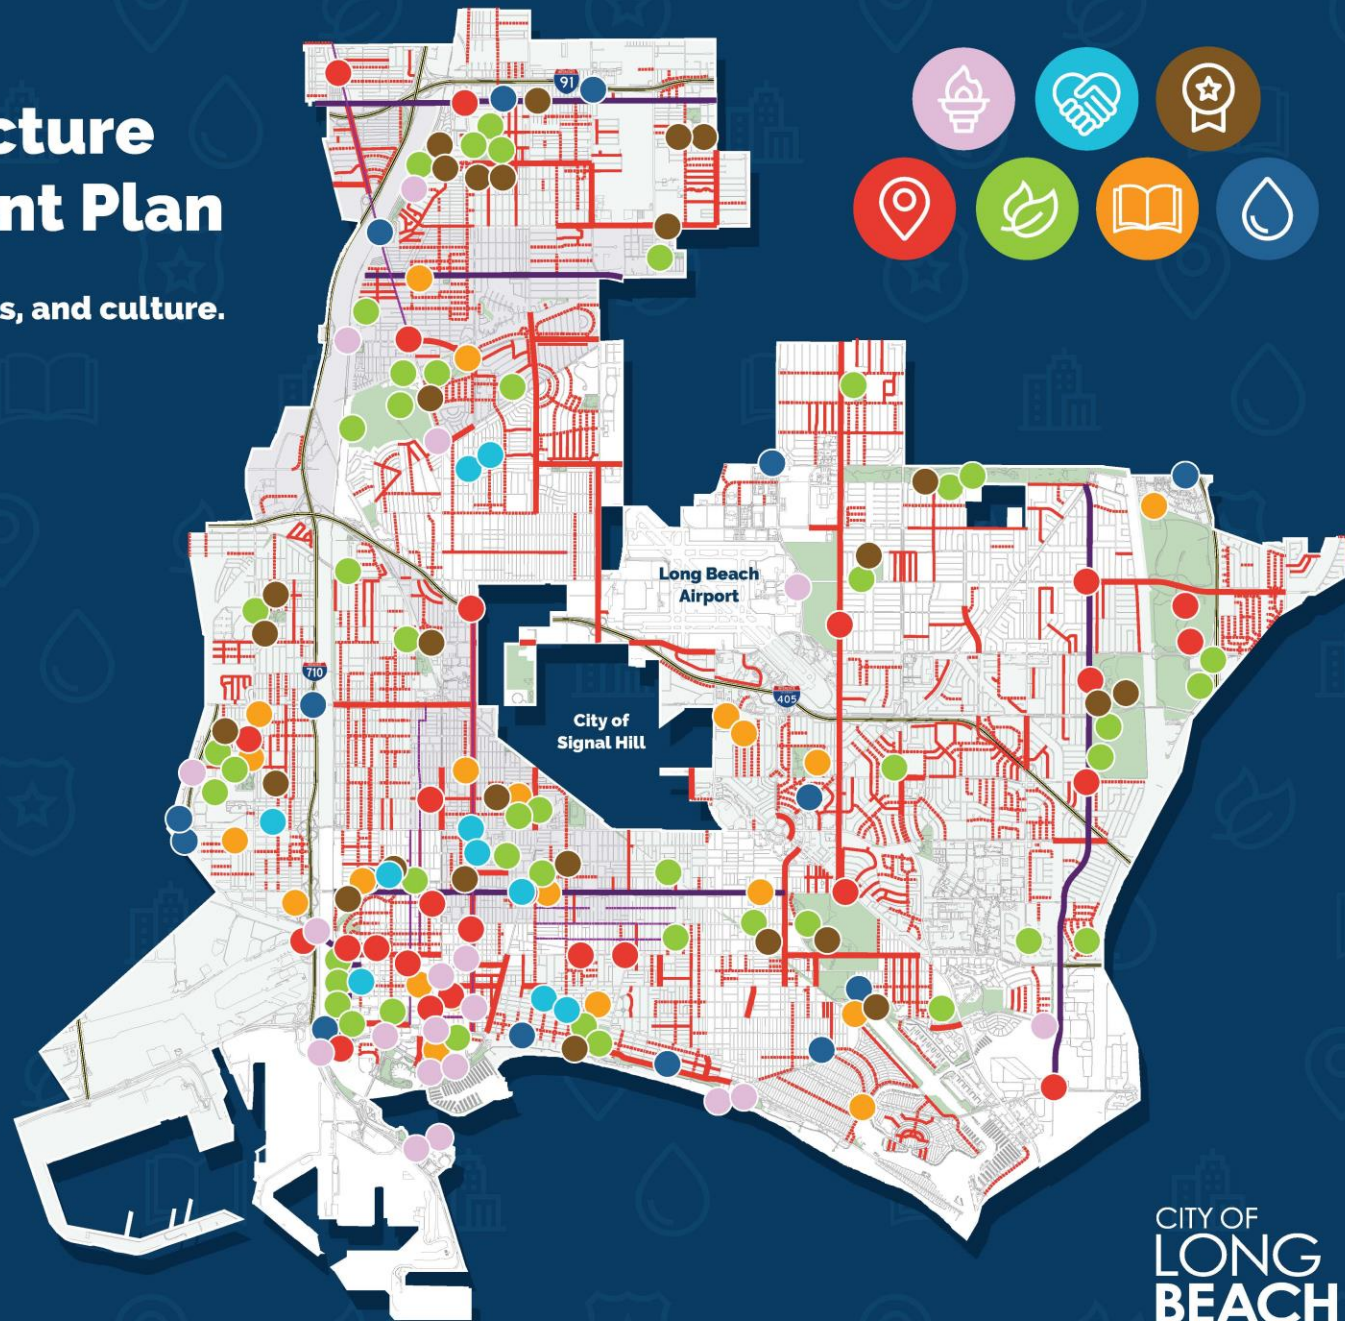 cture
nt Plan
s, and culture.
91
Long Beach
Airport
710
405
City of
Signal Hill
CITY OF
LONG
BEACH